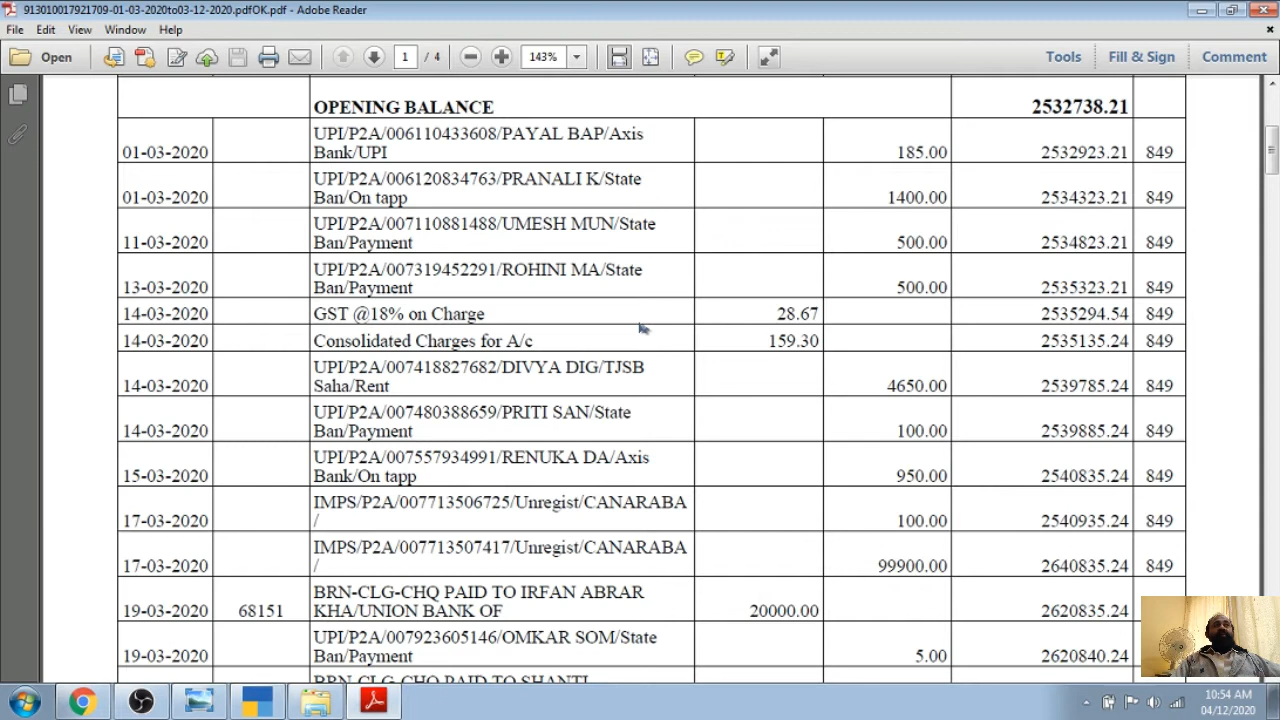 913010017921709-01-03-2020to03-12-2020.pdfOK.pdf - Adobe Reader
File Edit View Window Help
Open 1 / 4 143% Tools Fill & Sign Comment
OPENING BALANCE 2532738.21
UPI/P2A/006110433608/PAYAL BAP/Axis
01-03-2020 Bank/UPI 185.00 2532923.21 849
UPI/P2A/006120834763/PRANALI K/State
01-03-2020 Ban/On tapp 1400.00 2534323.21 849
UPI/P2A/007110881488/UMESH MUN/State
11-03-2020 Ban/Payment 500.00 2534823.21 849
UPI/P2A/007319452291/ROHINI MA/State
13-03-2020 Ban/Payment 500.00 2535323.21 849
14-03-2020 GST @18% on Charge 28.67 2535294.54 849
14-03-2020 Consolidated Charges for A/c 159.30 2535135.24 849
UPI/P2A/007418827682/DIVYA DIG/TJSB
14-03-2020 Saha/Rent 4650.00 2539785.24 849
UPI/P2A/007480388659/PRITI SAN/State
14-03-2020 Ban/Payment 100.00 2539885.24 849
UPI/P2A/007557934991/RENUKA DA/Axis
15-03-2020 Bank/On tapp 950.00 2540835.24 849
IMPS/P2A/007713506725/Unregist/CANARABA
17-03-2020 / 100.00 2540935.24 849
IMPS/P2A/007713507417/Unregist/CANARABA
17-03-2020 / 99900.00 2640835.24 849
BRN-CLG-CHQ PAID TO IRFAN ABRAR
19-03-2020 68151 KHA/UNION BANK OF 20000.00 2620835.24
UPI/P2A/007923605146/OMKAR SOM/State
19-03-2020 Ban/Payment 5.00 2620840.24
BRN-CLG-CHQ PAID TO SHANTI
10:54 AM
04/12/2020